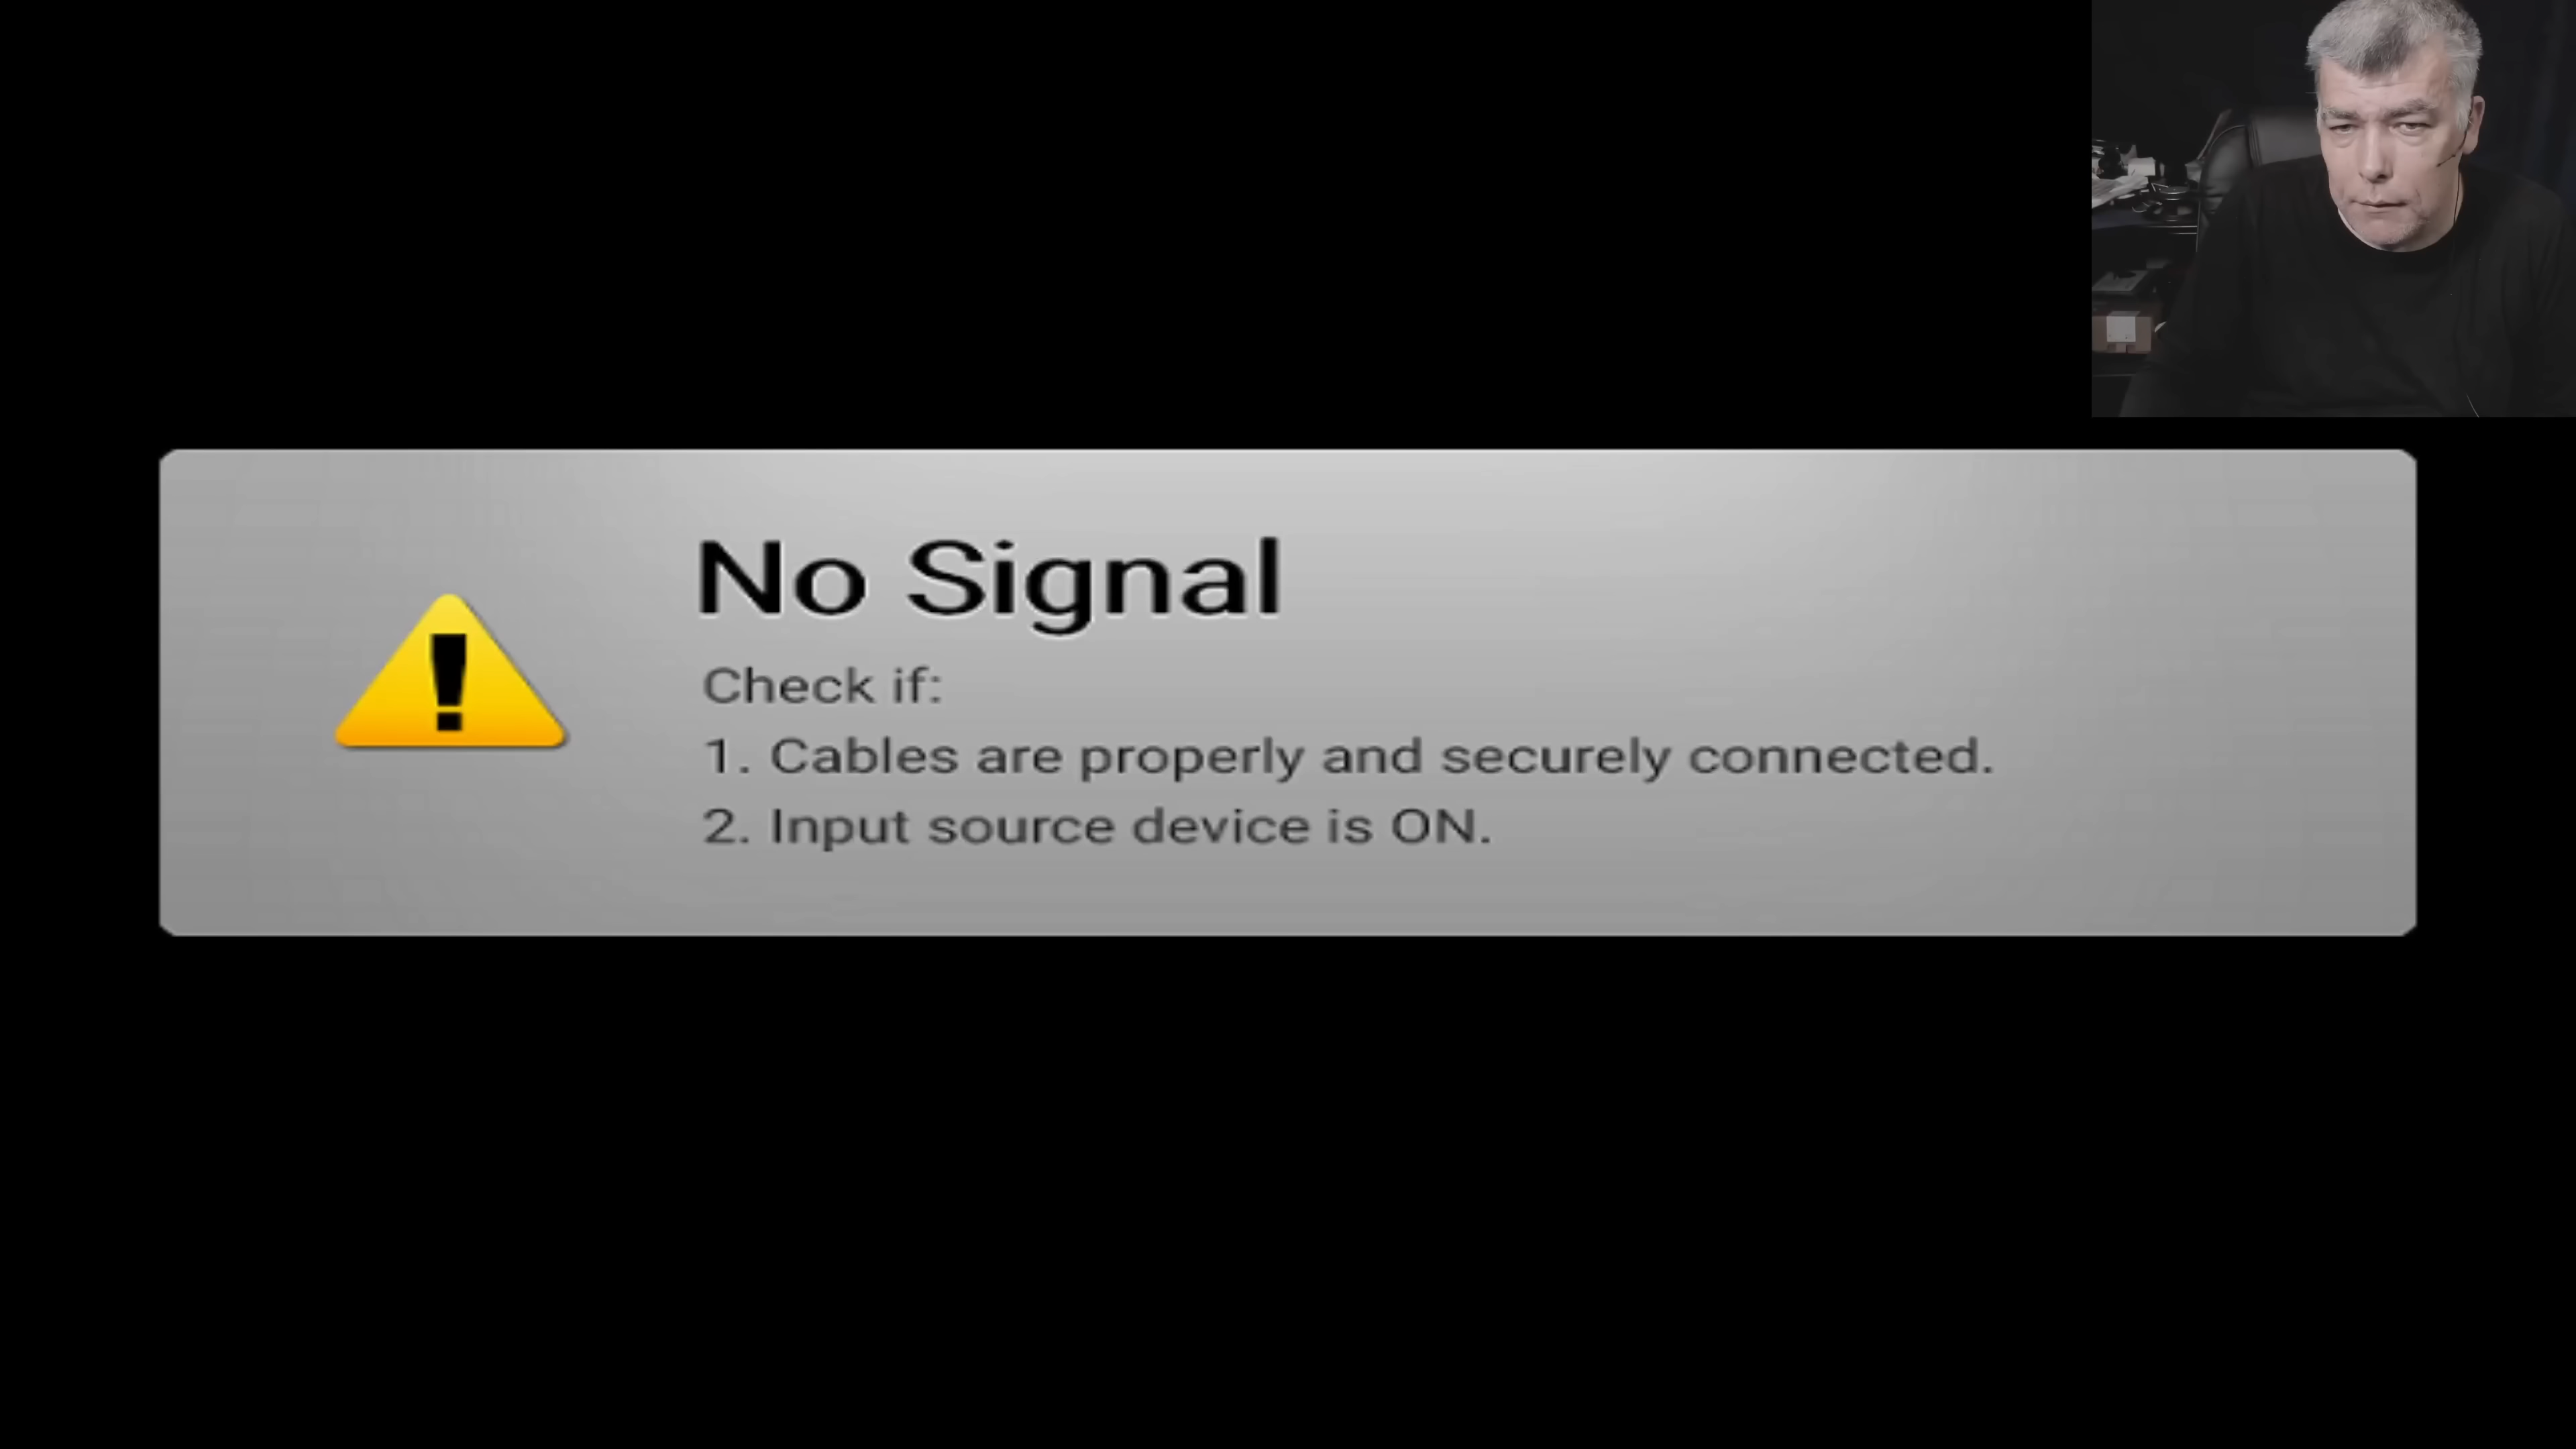 No Signal
Check if:
1. Cables are properly and securely connected.
2. Input source device is ON.